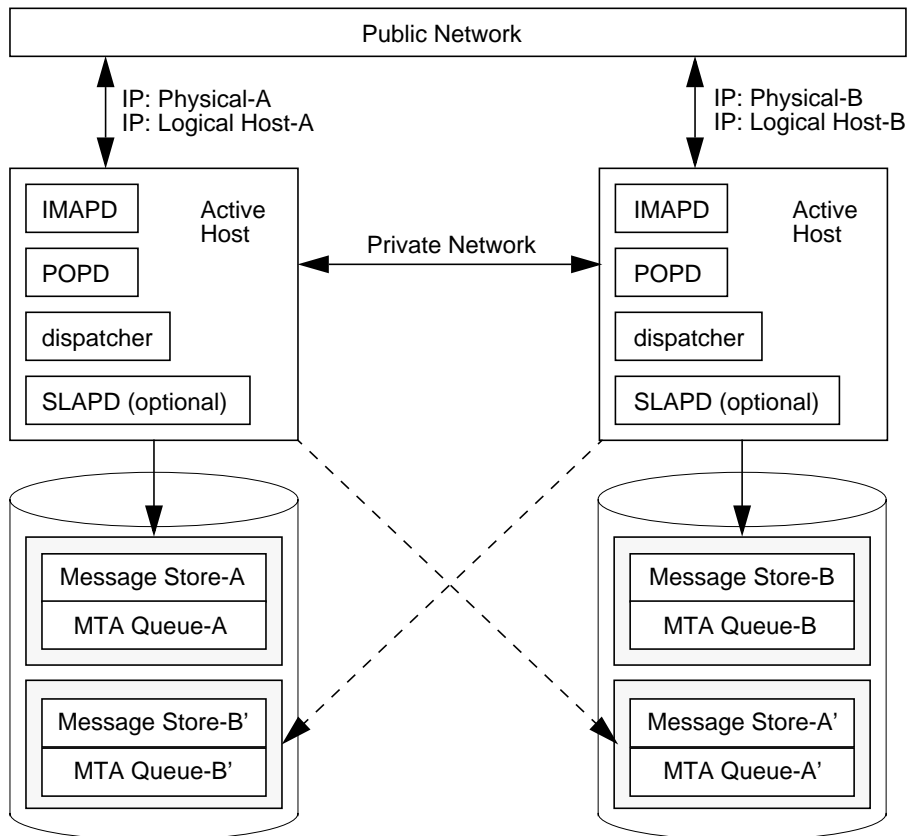 Public Network
IP: Physical-A
IP: Logical Host-A
IP: Physical-B
IP: Logical Host-B
IMAPD
Active
Host
POPD
dispatcher
SLAPD (optional)
Private Network
IMAPD
Active
Host
POPD
dispatcher
SLAPD (optional)
Message Store-A
MTA Queue-A
Message Store-B’
MTA Queue-B’
Message Store-B
MTA Queue-B
Message Store-A’
MTA Queue-A’